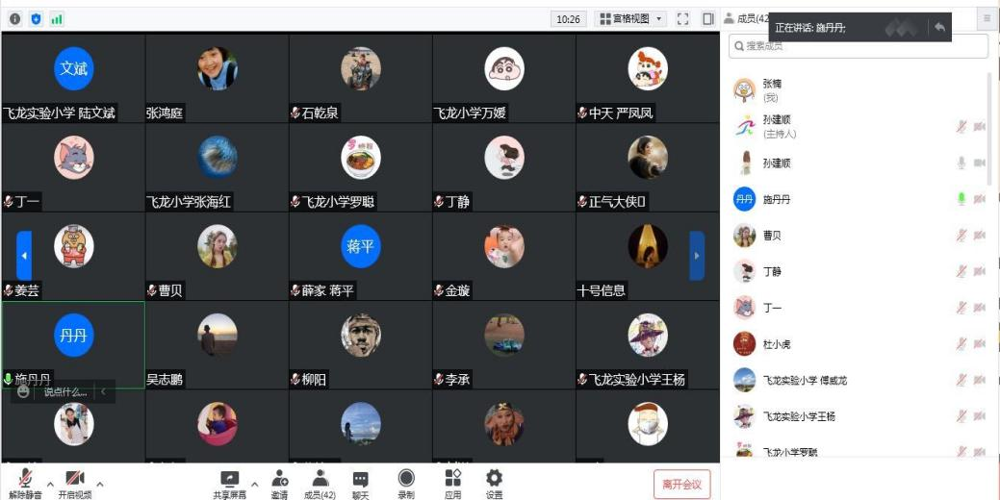 10:26
宫格视图
成员(42
正在讲话: 施丹丹;
搜索成员
文斌
飞龙实验小学 陆文斌
张鸿庭
石乾泉
飞龙小学万媛
中天 严凤凤
丁一
飞龙小学张海红
飞龙小学罗聪
丁静
正气大侠
姜芸
曹贝
蒋平
薛家 蒋平
金璇
十号信息
丹丹
施丹丹
吴志鹏
柳阳
李承
飞龙实验小学王杨
说点什么...
张楠
(我)
孙建顺
(主持人)
孙建顺
丹丹
施丹丹
曹贝
丁静
丁一
杜小虎
飞龙实验小学 傅威龙
飞龙实验小学王杨
飞龙小学罗聪
解除静音
开启视频
共享屏幕
邀请
成员(42)
聊天
录制
应用
设置
离开会议